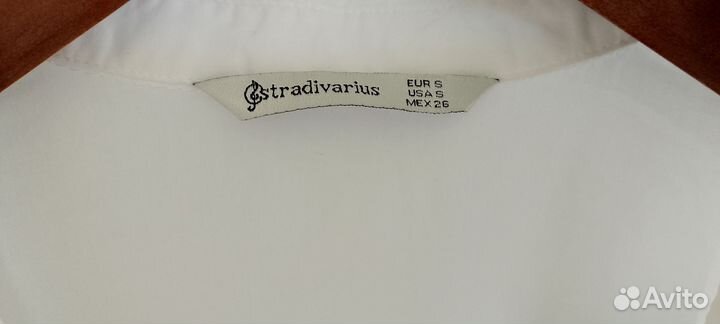 stradivarius
EUR S
USA S
MEX 26
Avito